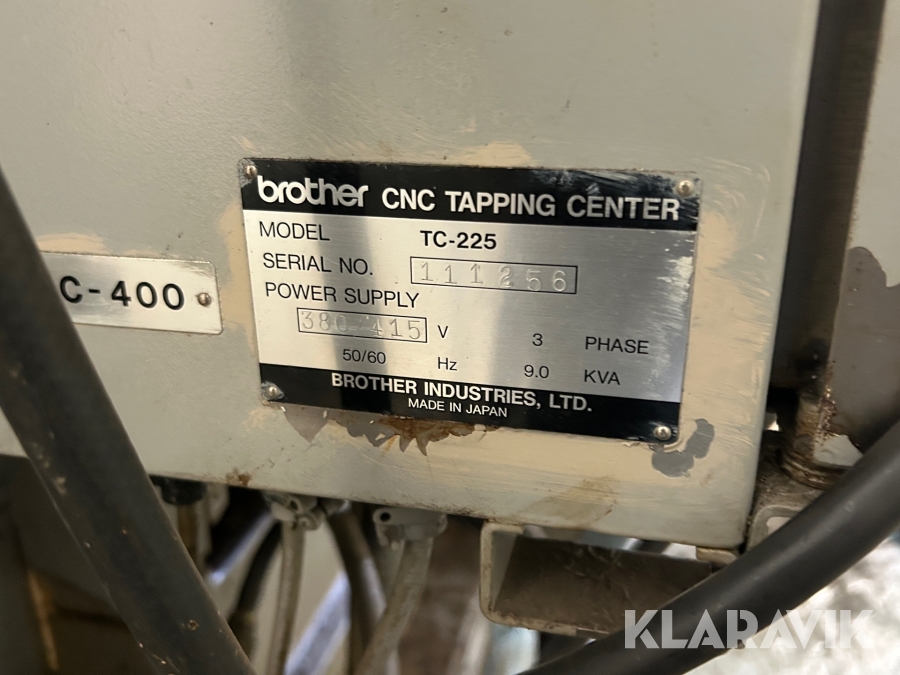 brother CNC TAPPING CENTER
MODEL TC-225
SERIAL NO. 111256
POWER SUPPLY
380-415 V 3 PHASE
50/60 Hz 9.0 KVA
BROTHER INDUSTRIES, LTD.
MADE IN JAPAN
C-400
KLARAVIK